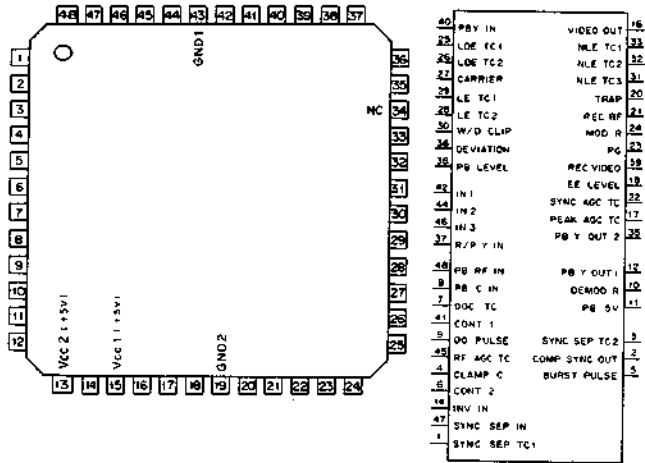 48 47 46 45 44 43 42 41 40 39 38 37
GND1
1 36
2 35
3 NC 34
4 33
5 32
6 31
7 30
8 29
9 28
10 27
11 26
12 25
Vcc 2 (+5V)
Vcc 1 (+5V)
GND2
13 14 15 16 17 18 19 20 21 22 23 24
40 PBY IN
25 LDE TC1
26 LDE TC2
27 CARRIER
29 LE TC1
28 LE TC2
30 W/D CLIP
DEVIATION
PB LEVEL
42 IN 1
44 IN 2
46 IN 3
37 R/P Y IN
48 PB RF IN
PB C IN
7 DOC TC
41 CONT 1
DO PULSE
45 RF AGC TC
4 CLAMP C
6 CONT 2
14 INV IN
47 SYNC SEP IN
1 SYNC SEP TC1
VIDEO OUT 16
NLE TC1 33
NLE TC2 32
NLE TC3 31
TRAP 20
REC RF 21
MOD R 24
PG 23
REC VIDEO
EE LEVEL
SYNC AGC TC 22
PEAK AGC TC 17
PB Y OUT 2 35
PB Y OUT 1 12
DEMOD R 10
PB 5V 11
SYNC SEP TC2 3
COMP SYNC OUT 2
BURST PULSE 5